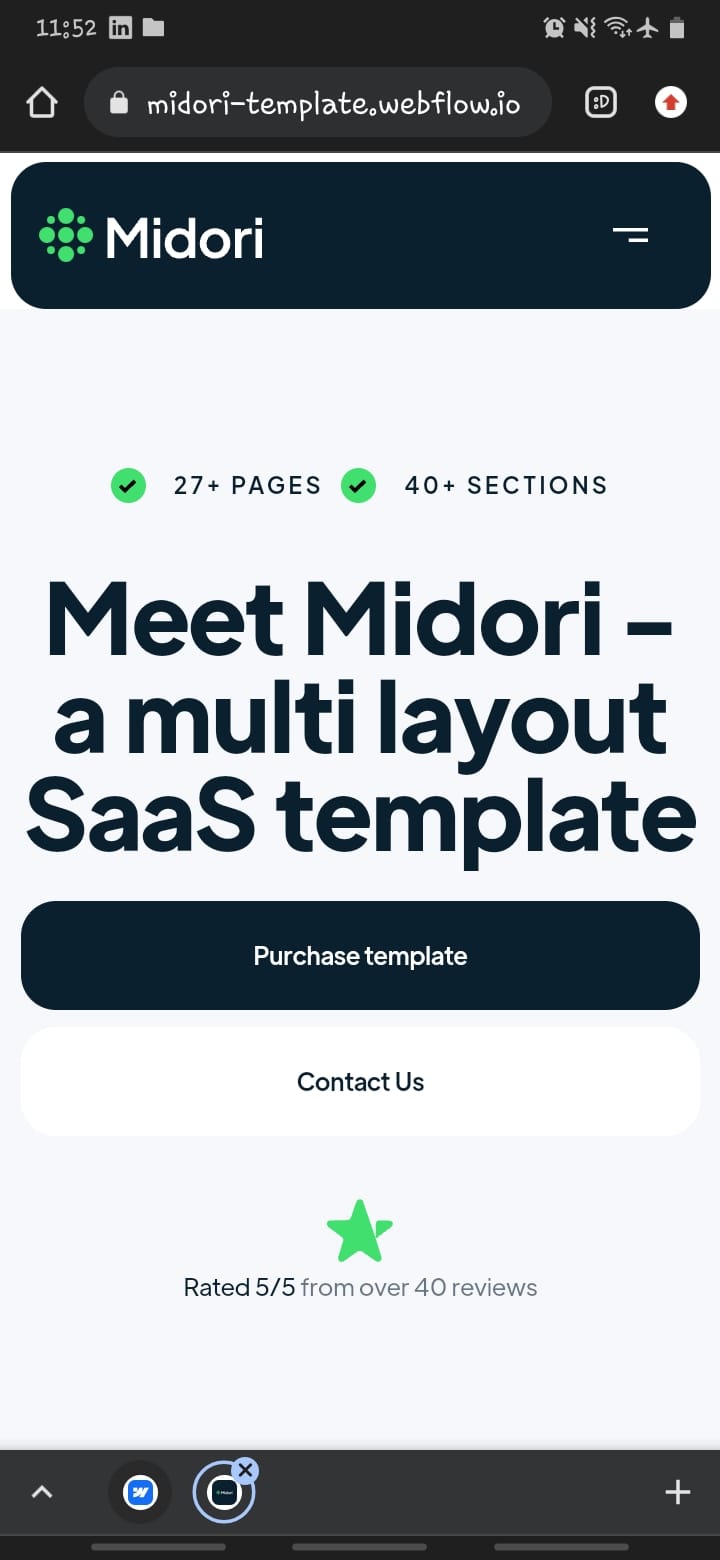 11:52
midori-template.webflow.io
:D
Midori
27+ PAGES
40+ SECTIONS
Meet Midori –
a multi layout
SaaS template
Purchase template
Contact Us
Rated 5/5 from over 40 reviews